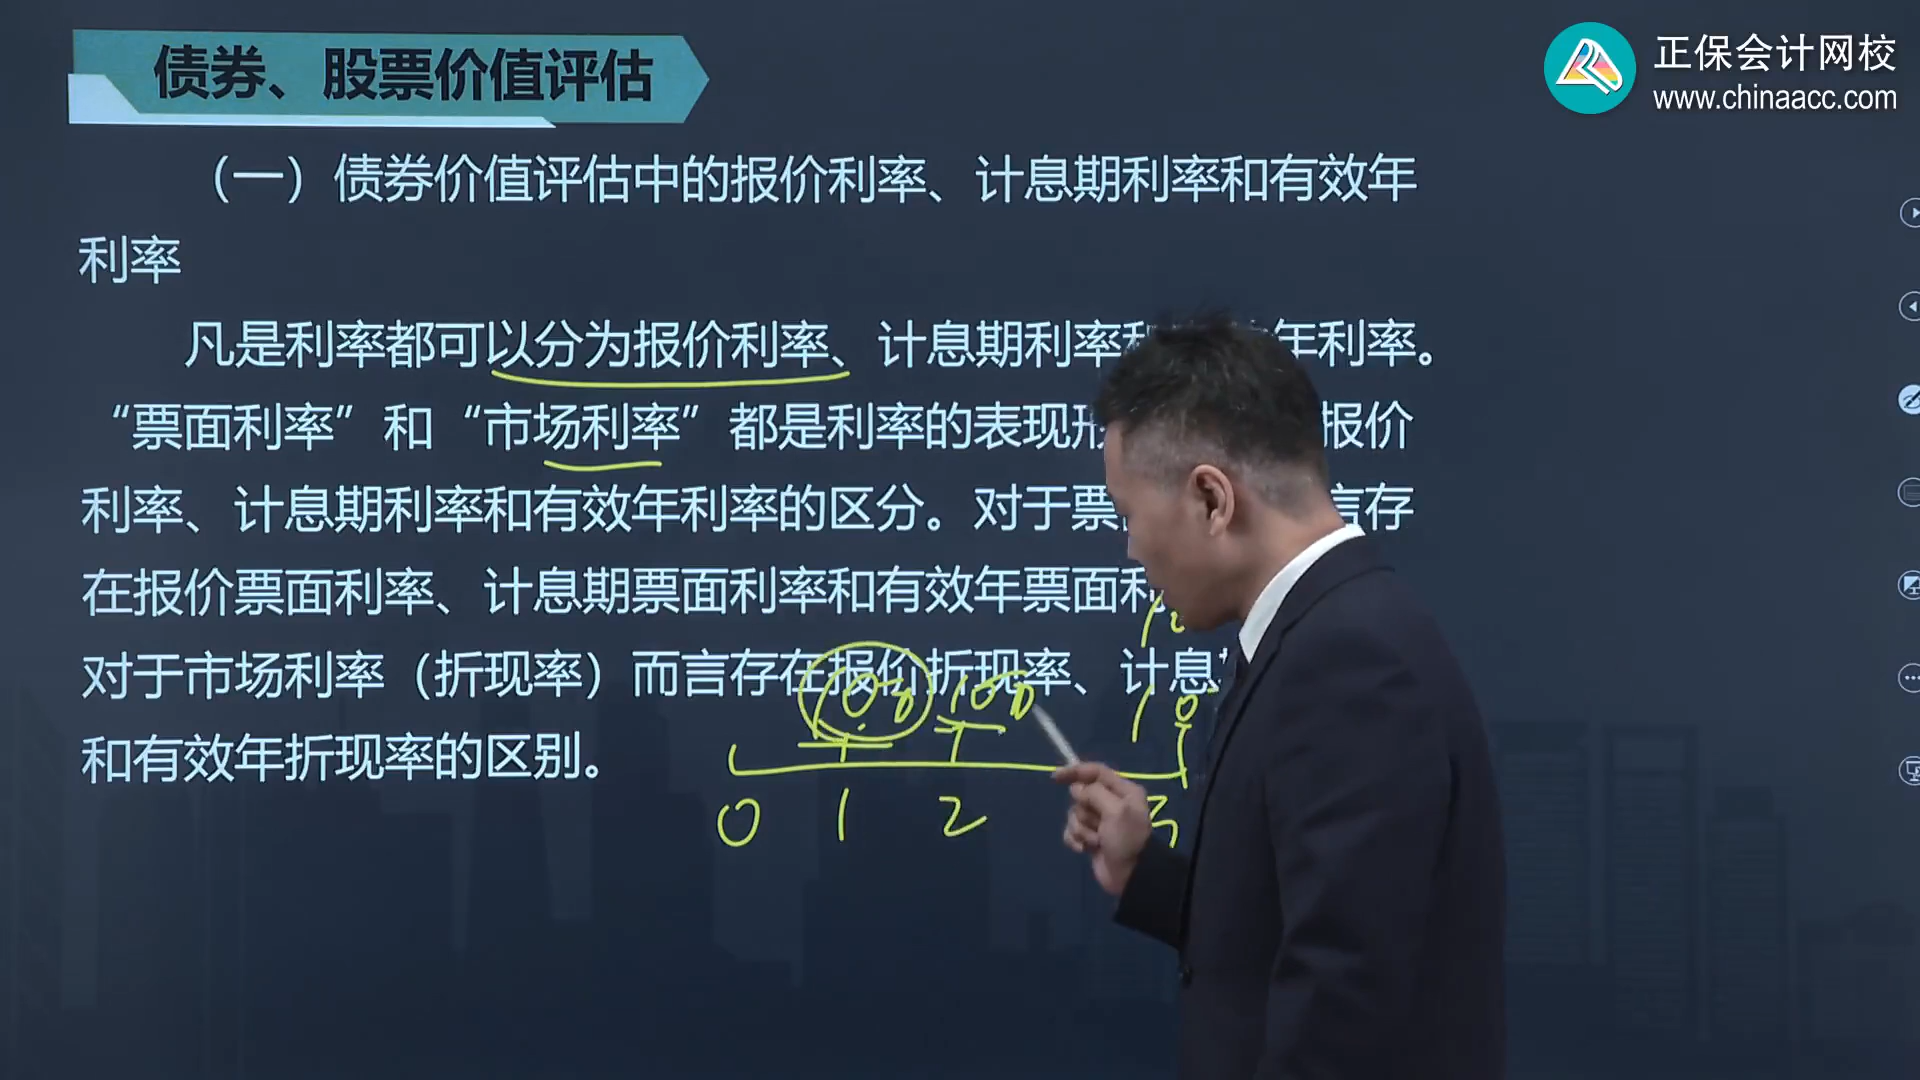 债券、股票价值评估
正保会计网校
www.chinaacc.com
（一）债券价值评估中的报价利率、计息期利率和有效年
利率
凡是利率都可以分为报价利率、计息期利率 年利率。
“票面利率”和“市场利率”都是利率的表现 报价
利率、计息期利率和有效年利率的区分。对于票 言存
在报价票面利率、计息期票面利率和有效年票面利
对于市场利率（折现率）而言存在报价折现率、计息
和有效年折现率的区别。
0 1 2 3